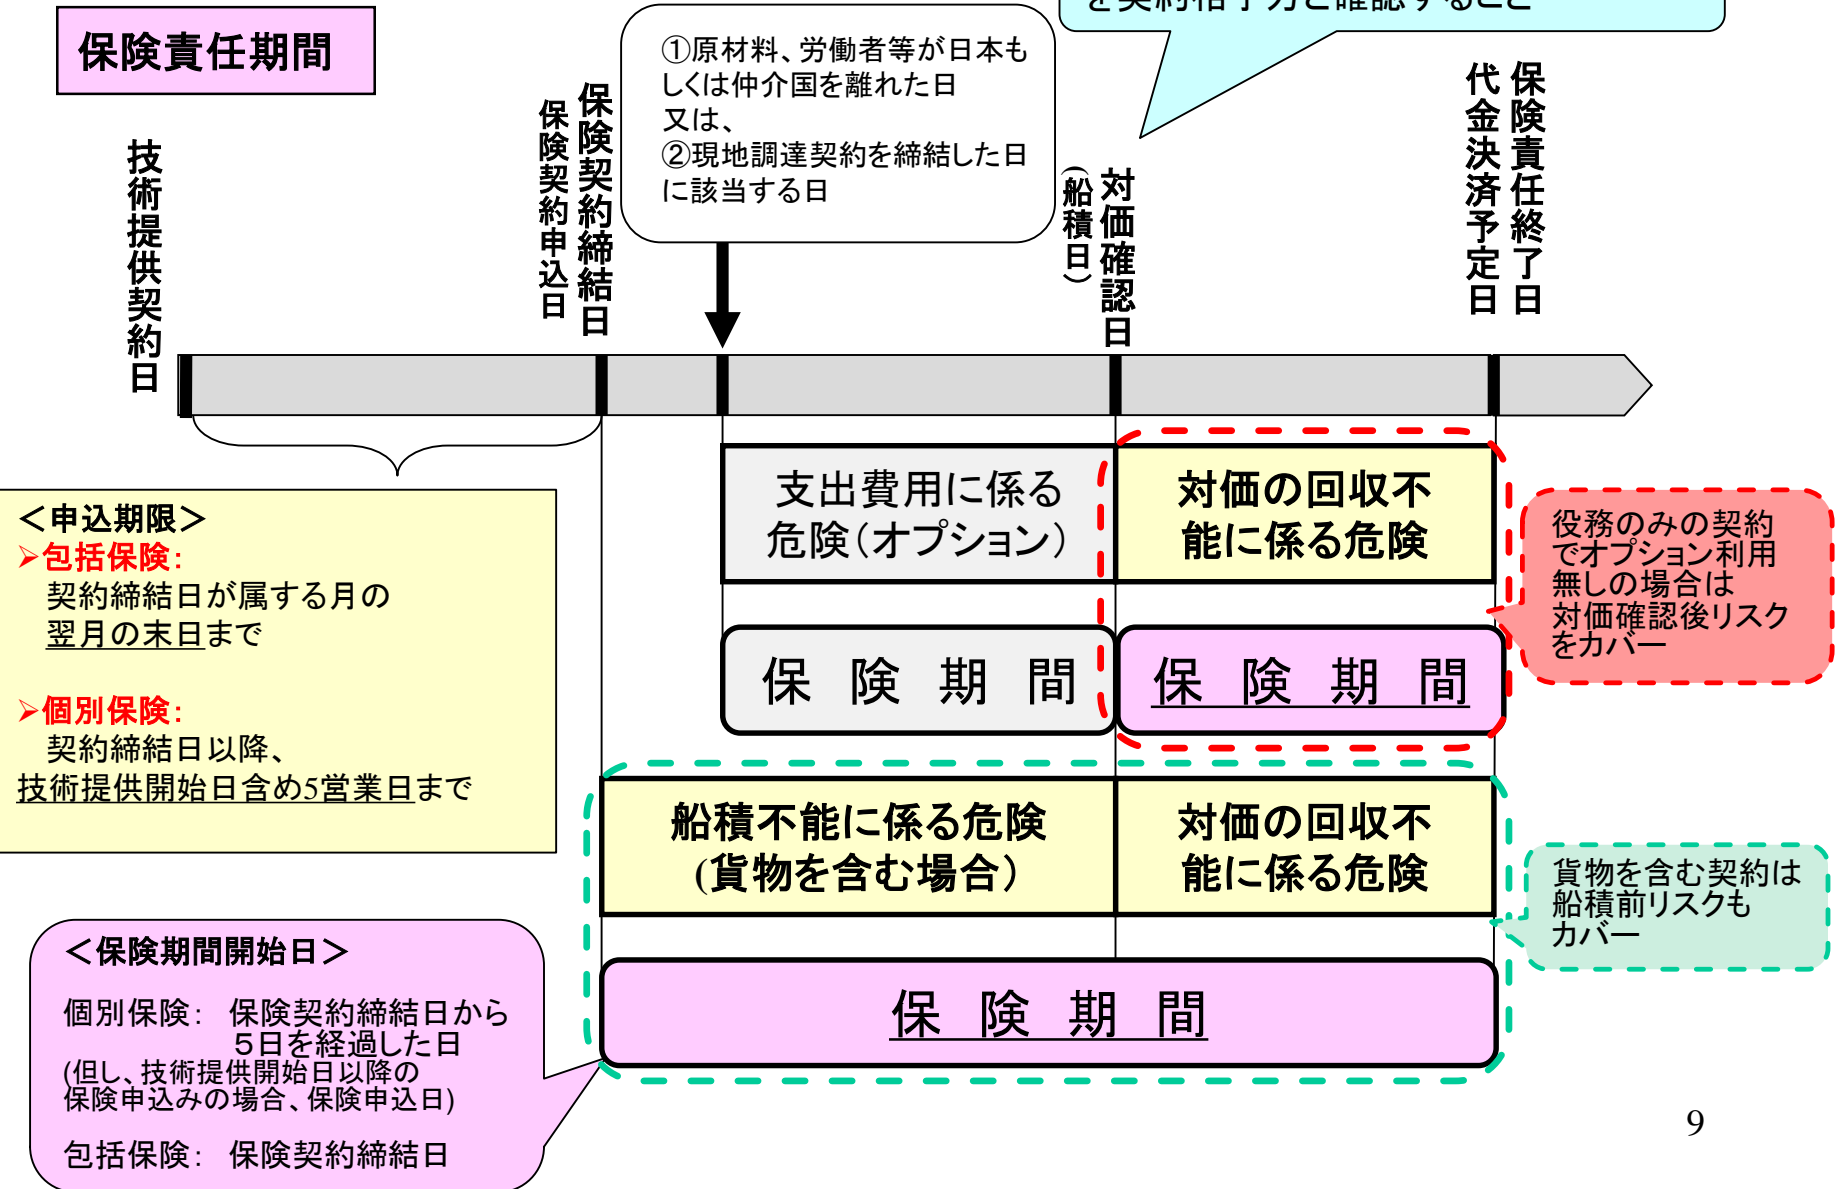 を契約相手方と確認すること
保険責任期間
①原材料、労働者等が日本も
しくは仲介国を離れた日
又は、
②現地調達契約を締結した日
に該当する日
技術提供契約日
保険契約締結日
保険契約申込日
対価確認日
(船積日)
保険責任終了日
代金決済予定日
<申込期限>
➢包括保険:
契約締結日が属する月の
翌月の末日まで
➢個別保険:
契約締結日以降、
技術提供開始日含め5営業日まで
支出費用に係る
危険(オプション)
対価の回収不
能に係る危険
役務のみの契約
でオプション利用
無しの場合は
対価確認後リスク
をカバー
保 険 期 間
保 険 期 間
船積不能に係る危険
(貨物を含む場合)
対価の回収不
能に係る危険
貨物を含む契約は
船積前リスクも
カバー
保 険 期 間
<保険期間開始日>
個別保険: 保険契約締結日から
5日を経過した日
(但し、技術提供開始日以降の
保険申込みの場合、保険申込日)
包括保険: 保険契約締結日
9